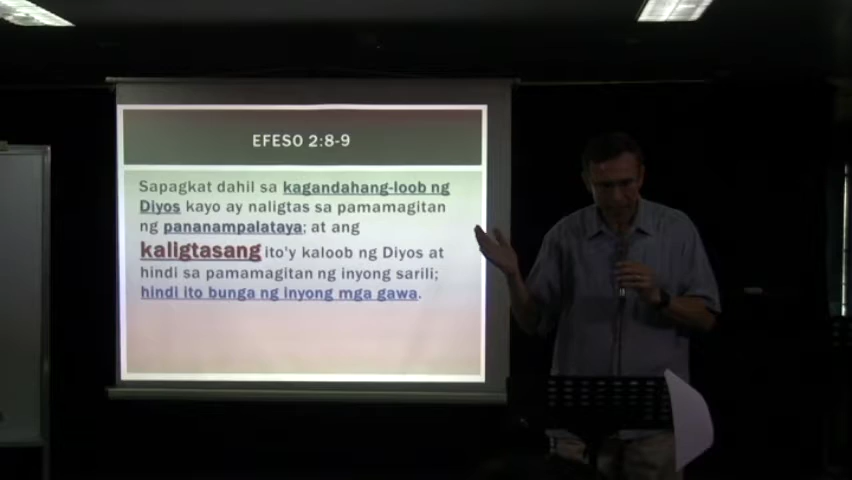 EFESO 2:8-9
Sapagkat dahil sa kagandahang-loob ng
Diyos kayo ay naligtas sa pamamagitan
ng pananampalataya; at ang
kaligtasang ito'y kaloob ng Diyos at
hindi sa pamamagitan ng inyong sarili;
hindi ito bunga ng inyong mga gawa.